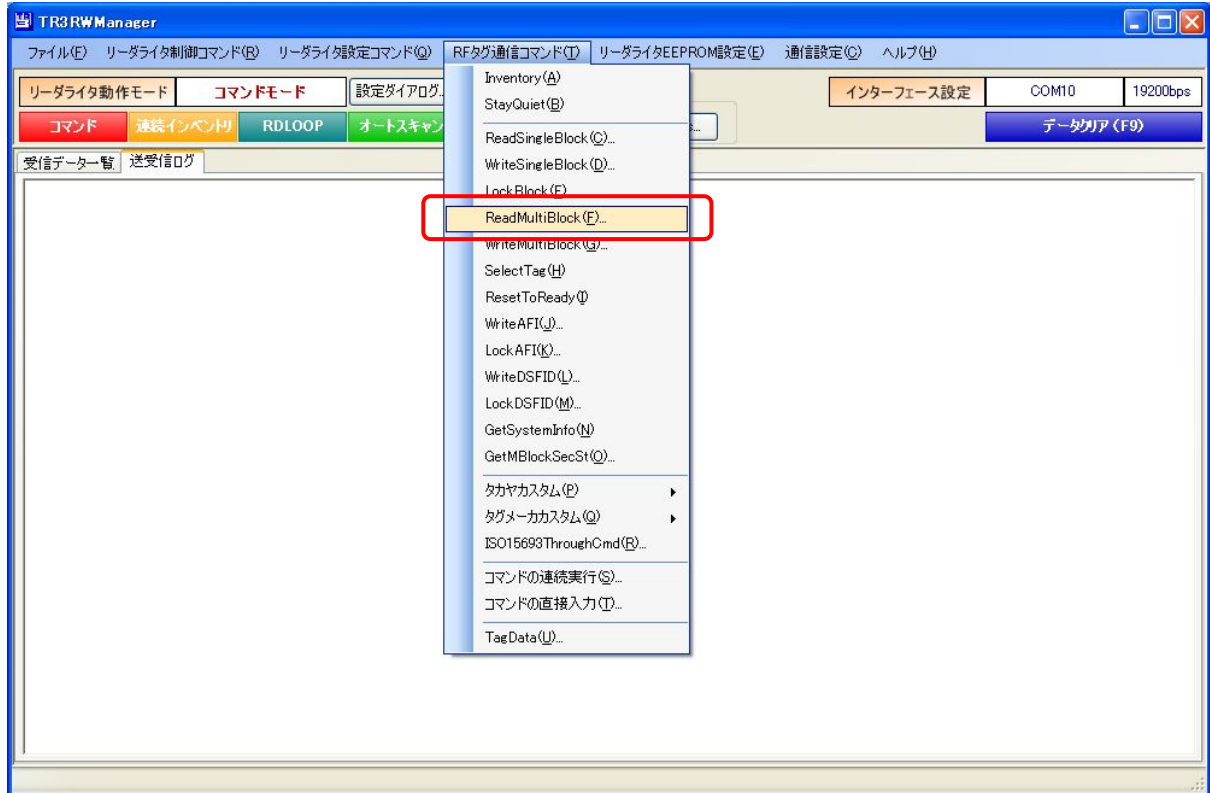 TR3RWManager
ファイル(F) リーダライタ制御コマンド(R) リーダライタ設定コマンド(Q) RFタグ通信コマンド(T) リーダライタEEPROM設定(E) 通信設定(C) ヘルプ(H)
リーダライタ動作モード コマンドモード 設定ダイアログ... インターフェース設定 COM10 19200bps
コマンド 連続インベントリ RDLOOP オートスキャン データクリア (F9)
受信データ一覧 送受信ログ
Inventory(A)
StayQuiet(B)
ReadSingleBlock(C)...
WriteSingleBlock(D)...
LockBlock(E)
ReadMultiBlock(F)...
WriteMultiBlock(G)...
SelectTag(H)
ResetToReady(I)
WriteAFI(J)...
LockAFI(K)...
WriteDSFID(L)...
LockDSFID(M)...
GetSystemInfo(N)
GetMBlockSecSt(O)...
タカヤカスタム(P)
タグメーカカスタム(Q)
ISO15693ThroughCmd(R)...
コマンドの連続実行(S)...
コマンドの直接入力(T)...
TagData(U)...